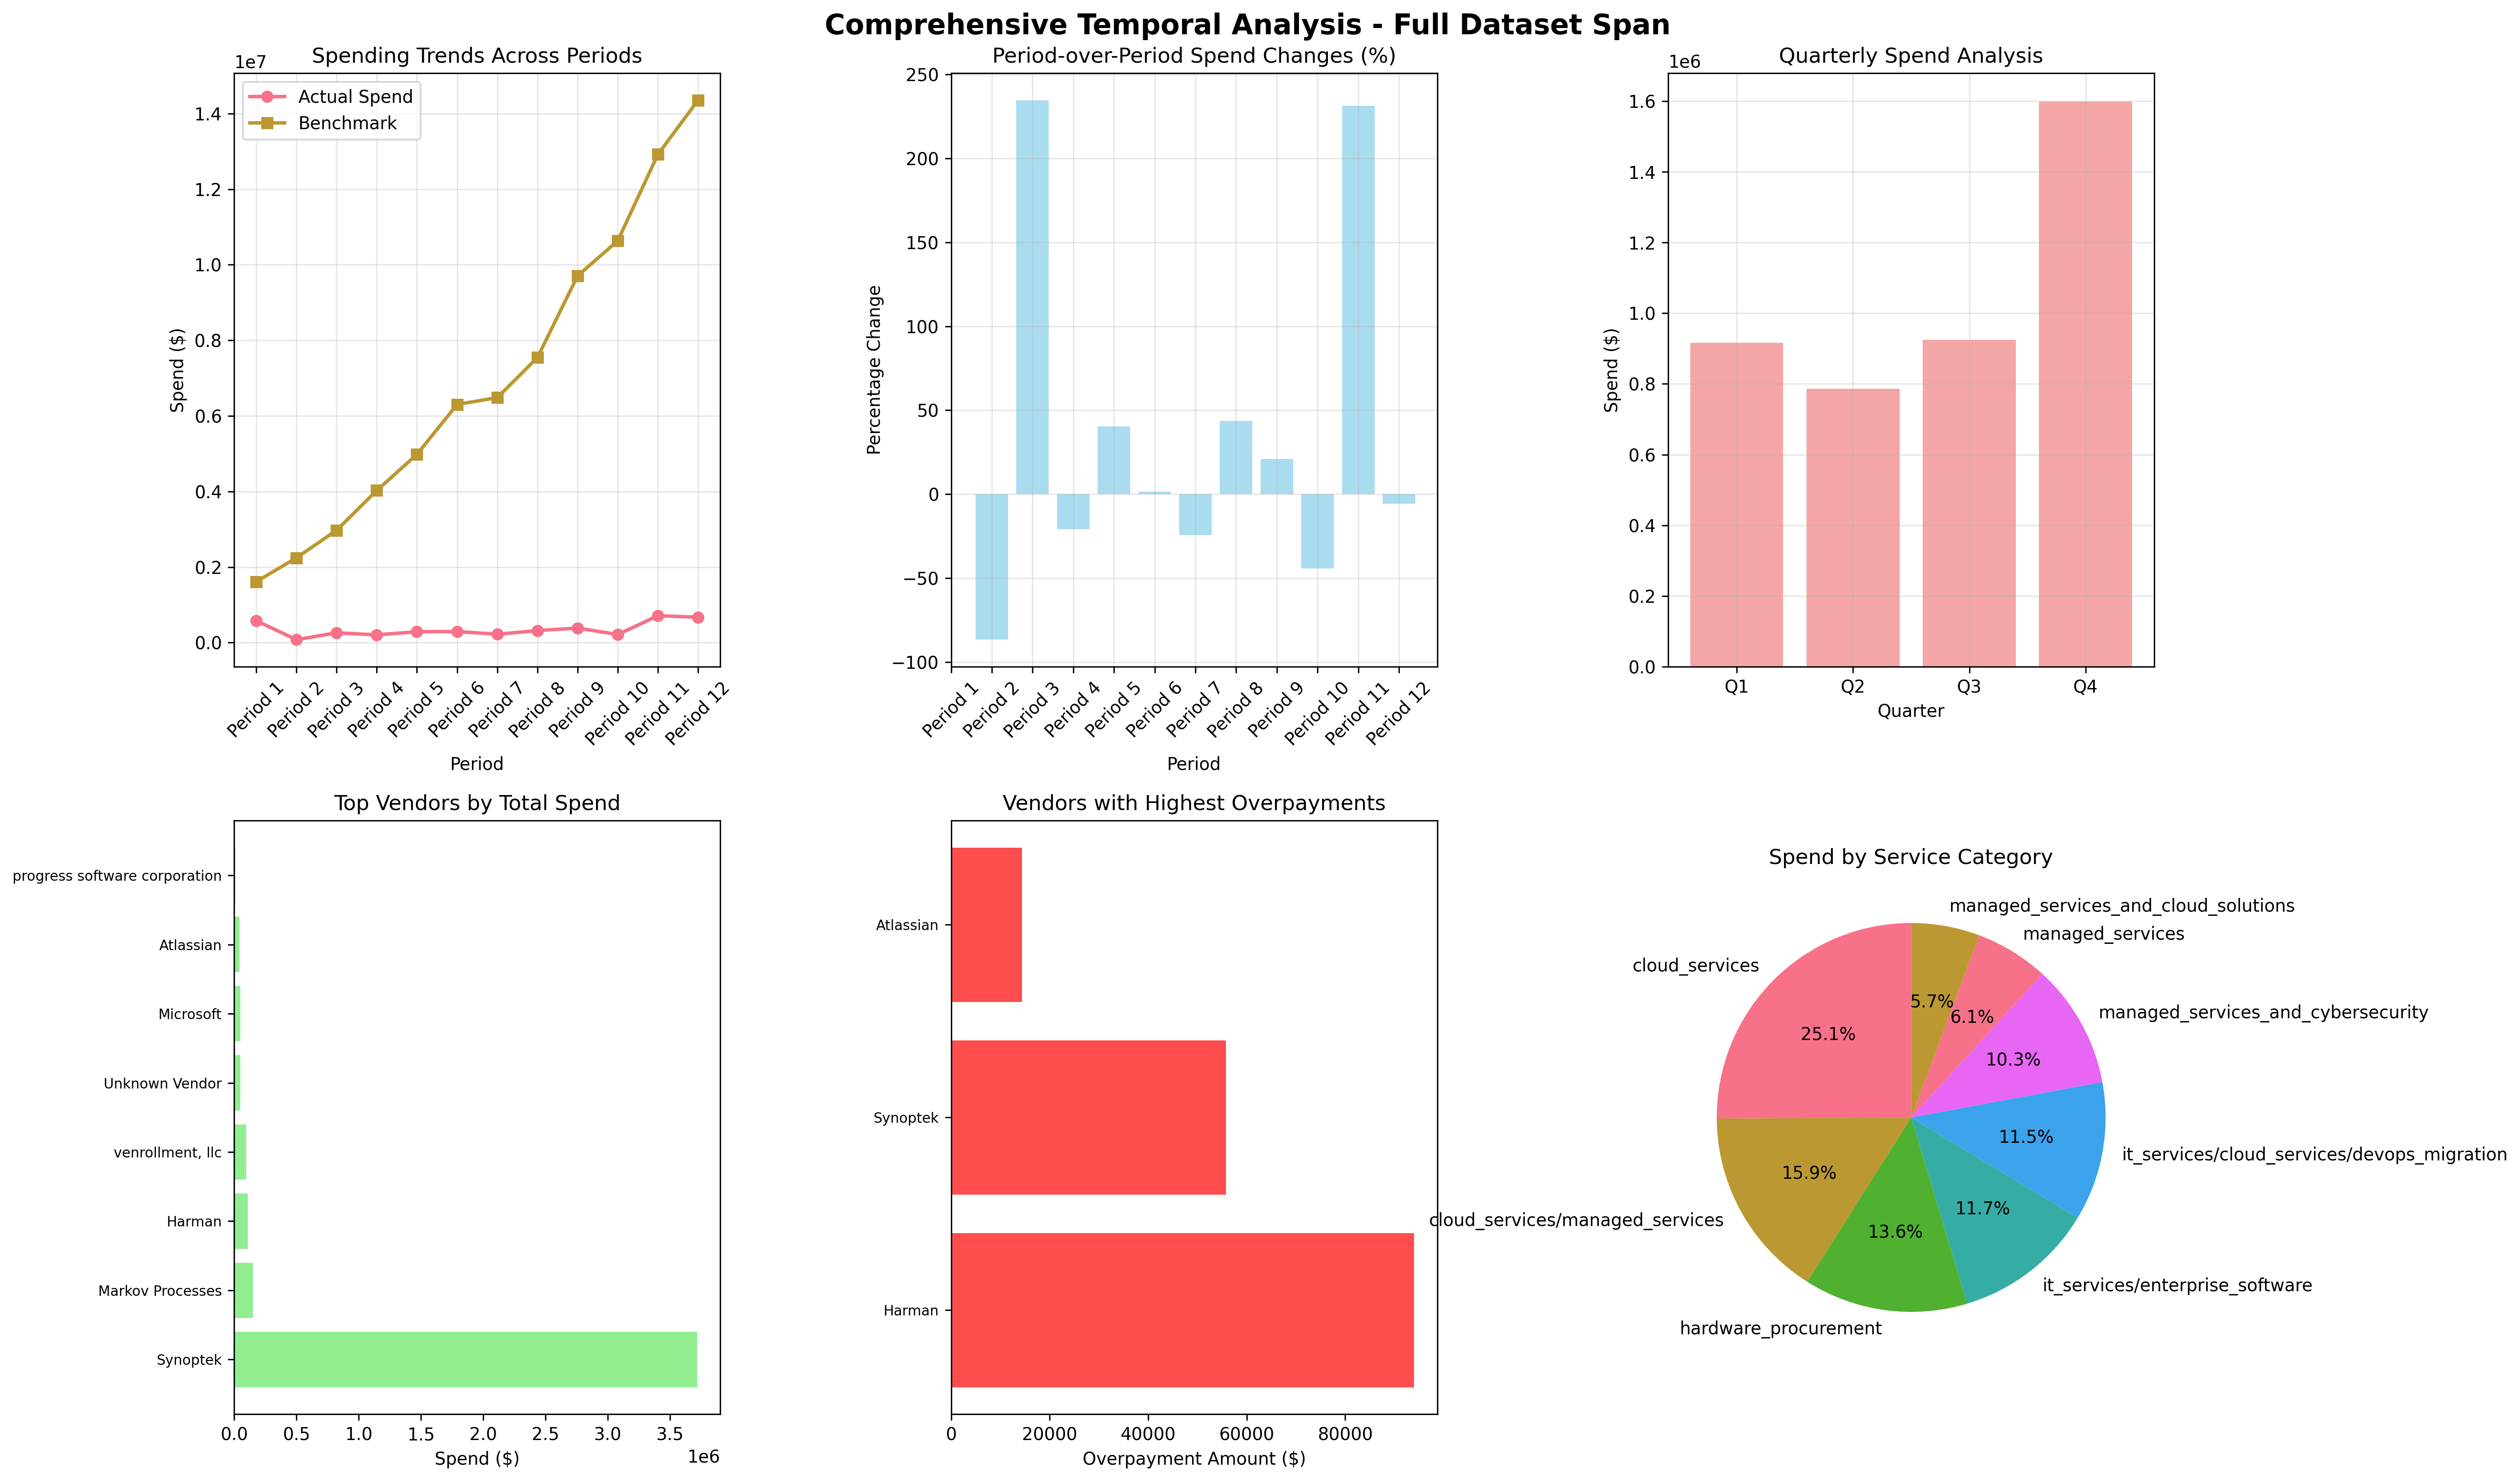 Comprehensive Temporal Analysis - Full Dataset Span
Spending Trends Across Periods
1e7
Actual Spend
Benchmark
1.4
1.2
1.0
0.8
0.6
0.4
0.2
0.0
Spend ($)
Period 1
Period 2
Period 3
Period 4
Period 5
Period 6
Period 7
Period 8
Period 9
Period 10
Period 11
Period 12
Period
Period-over-Period Spend Changes (%)
250
200
150
100
50
0
−50
−100
Percentage Change
Period 1
Period 2
Period 3
Period 4
Period 5
Period 6
Period 7
Period 8
Period 9
Period 10
Period 11
Period 12
Period
Quarterly Spend Analysis
1e6
1.6
1.4
1.2
1.0
0.8
0.6
0.4
0.2
0.0
Spend ($)
Q1 Q2 Q3 Q4
Quarter
Top Vendors by Total Spend
progress software corporation
Atlassian
Microsoft
Unknown Vendor
venrollment, llc
Harman
Markov Processes
Synoptek
0.0 0.5 1.0 1.5 2.0 2.5 3.0 3.5
1e6
Spend ($)
Vendors with Highest Overpayments
Atlassian
Synoptek
Harman
0 20000 40000 60000 80000
Overpayment Amount ($)
Spend by Service Category
managed_services_and_cloud_solutions
managed_services
cloud_services
managed_services_and_cybersecurity
it_services/cloud_services/devops_migration
cloud_services/managed_services
it_services/enterprise_software
hardware_procurement
5.7%
6.1%
25.1%
10.3%
11.5%
15.9%
11.7%
13.6%